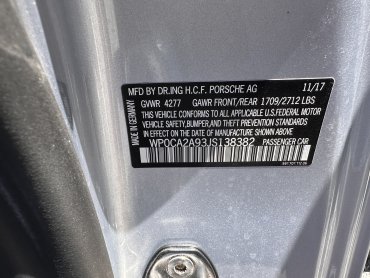 MFD BY DR.ING H.C.F. PORSCHE AG 11/17
GVWR 4277 GAWR FRONT/REAR 1709/2712 LBS
THIS VEHICLE CONFORMS TO ALL APPLICABLE U.S.FEDERAL MOTOR
VEHICLE SAFETY, BUMPER, AND THEFT PREVENTION STANDARDS
IN EFFECT ON THE DATE OF MANUFACTURE SHOWN ABOVE
WP0CA2A93JS138382 PASSENGER CAR
MADE IN GERMANY